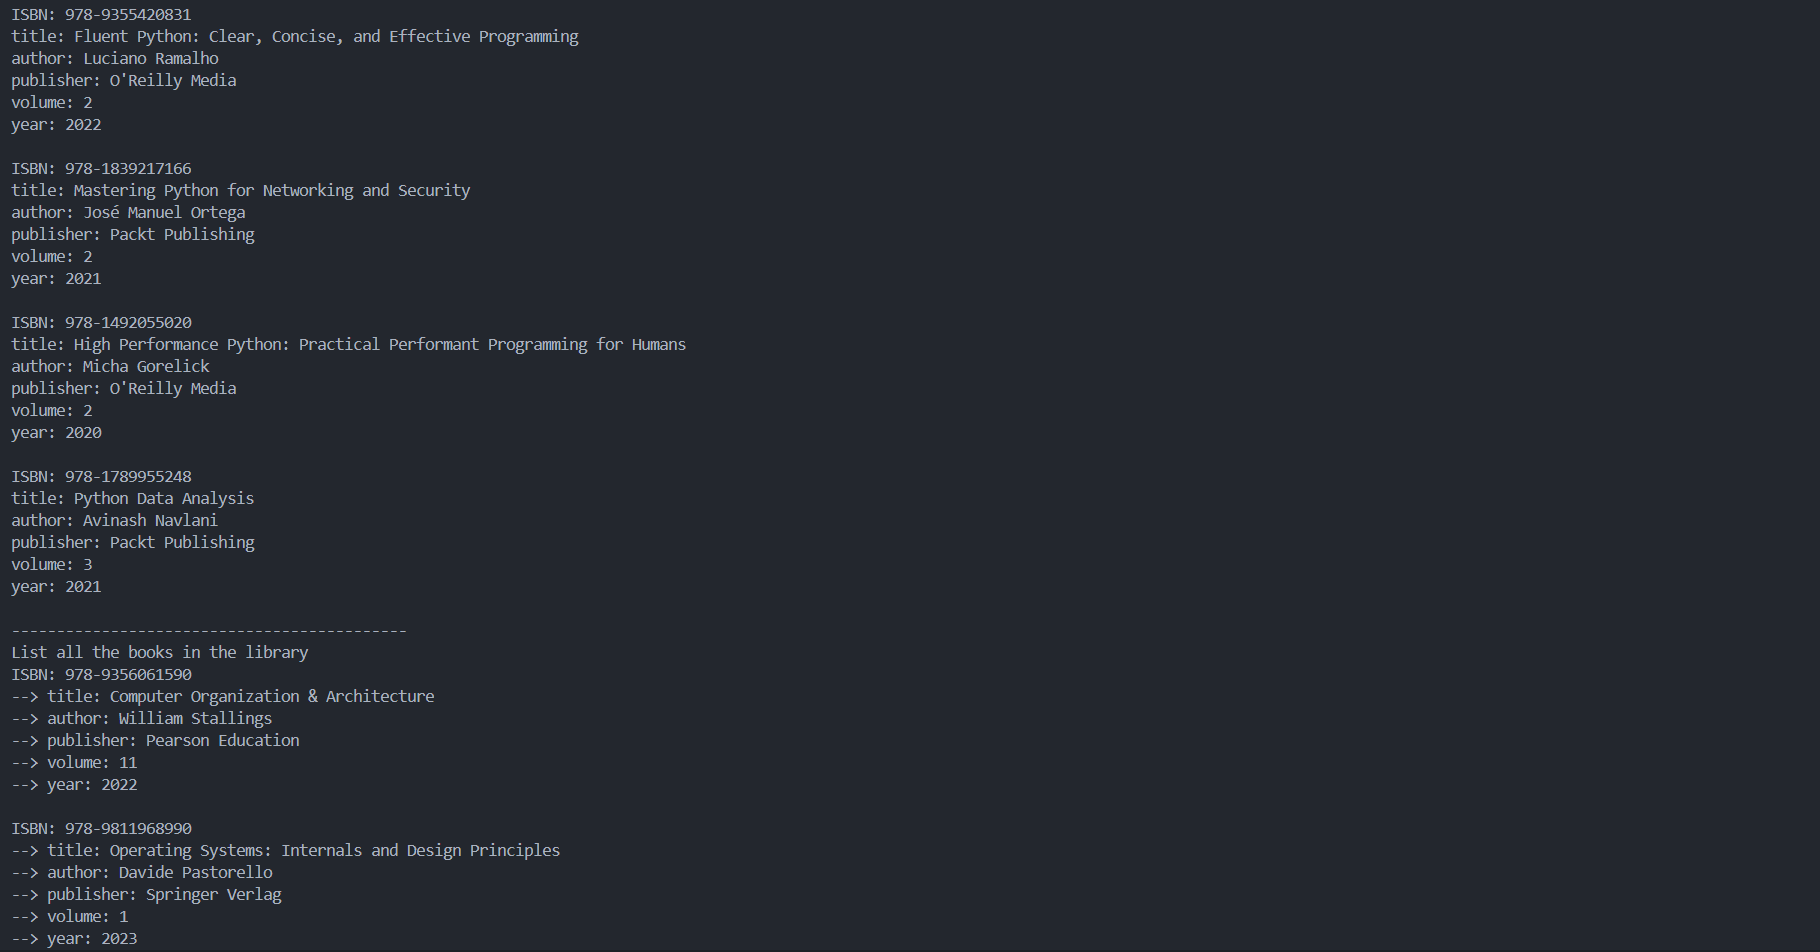 ISBN: 978-9355420831
title: Fluent Python: Clear, Concise, and Effective Programming
author: Luciano Ramalho
publisher: O'Reilly Media
volume: 2
year: 2022

ISBN: 978-1839217166
title: Mastering Python for Networking and Security
author: José Manuel Ortega
publisher: Packt Publishing
volume: 2
year: 2021

ISBN: 978-1492055020
title: High Performance Python: Practical Performant Programming for Humans
author: Micha Gorelick
publisher: O'Reilly Media
volume: 2
year: 2020

ISBN: 978-1789955248
title: Python Data Analysis
author: Avinash Navlani
publisher: Packt Publishing
volume: 3
year: 2021

--------------------------------------------
List all the books in the library
ISBN: 978-9356061590
--> title: Computer Organization & Architecture
--> author: William Stallings
--> publisher: Pearson Education
--> volume: 11
--> year: 2022

ISBN: 978-9811968990
--> title: Operating Systems: Internals and Design Principles
--> author: Davide Pastorello
--> publisher: Springer Verlag
--> volume: 1
--> year: 2023